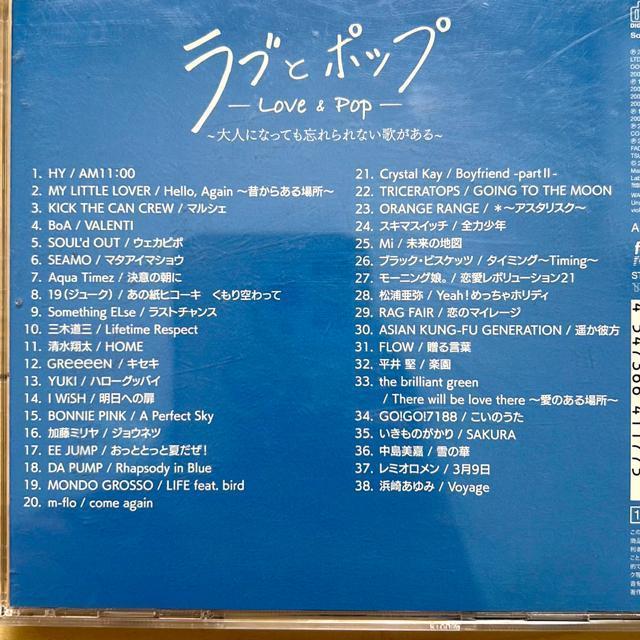 ラブとポップ
— Love & Pop —
～大人になっても忘れられない歌がある～
1. HY / AM11:00
2. MY LITTLE LOVER / Hello, Again 〜昔からある場所〜
3. KICK THE CAN CREW / マルシェ
4. BoA / VALENTI
5. SOUL'd OUT / ウェカピポ
6. SEAMO / マタアイマショウ
7. Aqua Timez / 決意の朝に
8. 19（ジューク）/ あの紙ヒコーキ くもり空わって
9. Something ELse / ラストチャンス
10. 三木道三 / Lifetime Respect
11. 清水翔太 / HOME
12. GReeeeN / キセキ
13. YUKI / ハローグッバイ
14. I WiSH / 明日への扉
15. BONNIE PINK / A Perfect Sky
16. 加藤ミリヤ / ジョウネツ
17. EE JUMP / おっととっと夏だぜ！
18. DA PUMP / Rhapsody in Blue
19. MONDO GROSSO / LIFE feat. bird
20. m-flo / come again
21. Crystal Kay / Boyfriend -partⅡ-
22. TRICERATOPS / GOING TO THE MOON
23. ORANGE RANGE / ＊〜アスタリスク〜
24. スキマスイッチ / 全力少年
25. Mi / 未来の地図
26. ブラック・ビスケッツ / タイミング〜Timing〜
27. モーニング娘。/ 恋愛レボリューション21
28. 松浦亜弥 / Yeah！めっちゃホリディ
29. RAG FAIR / 恋のマイレージ
30. ASIAN KUNG-FU GENERATION / 遥か彼方
31. FLOW / 贈る言葉
32. 平井 堅 / 楽園
33. the brilliant green
/ There will be love there 〜愛のある場所〜
34. GO!GO!7188 / こいのうた
35. いきものがかり / SAKURA
36. 中島美嘉 / 雪の華
37. レミオロメン / 3月9日
38. 浜崎あゆみ / Voyage
4 547366 411775